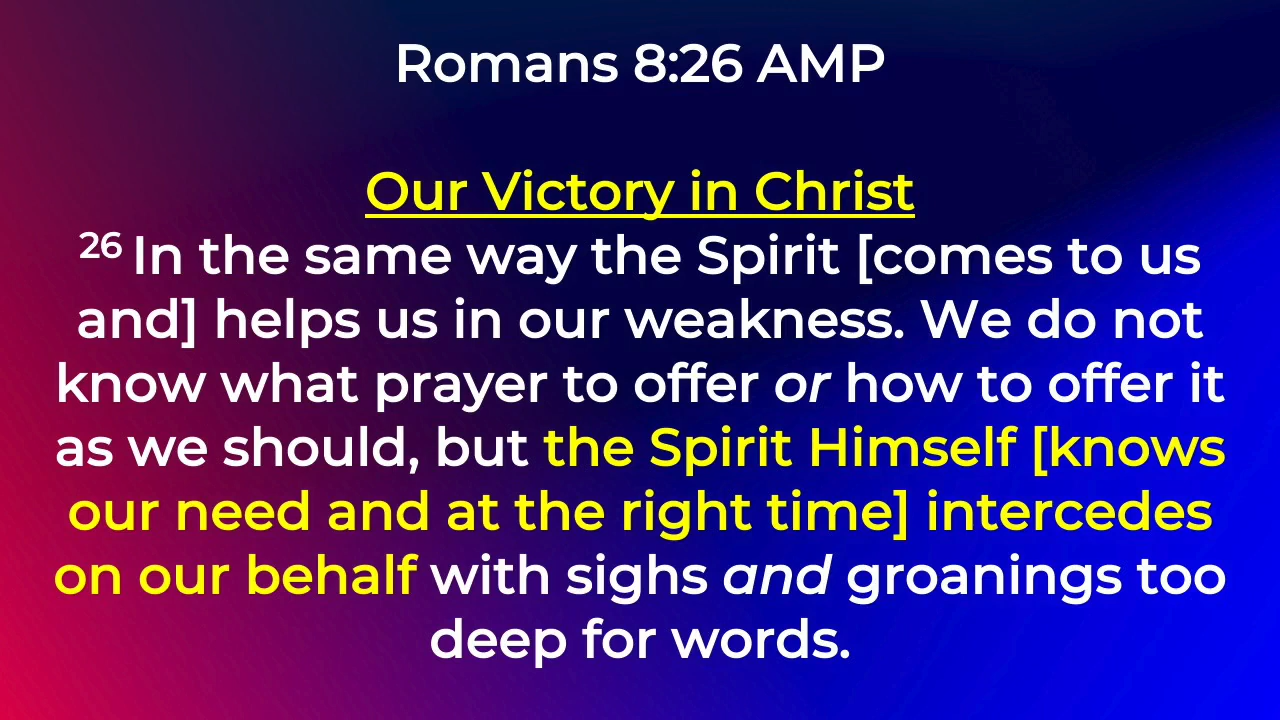 Romans 8:26 AMP
Our Victory in Christ
26 In the same way the Spirit [comes to us
and] helps us in our weakness. We do not
know what prayer to offer or how to offer it
as we should, but the Spirit Himself [knows
our need and at the right time] intercedes
on our behalf with sighs and groanings too
deep for words.